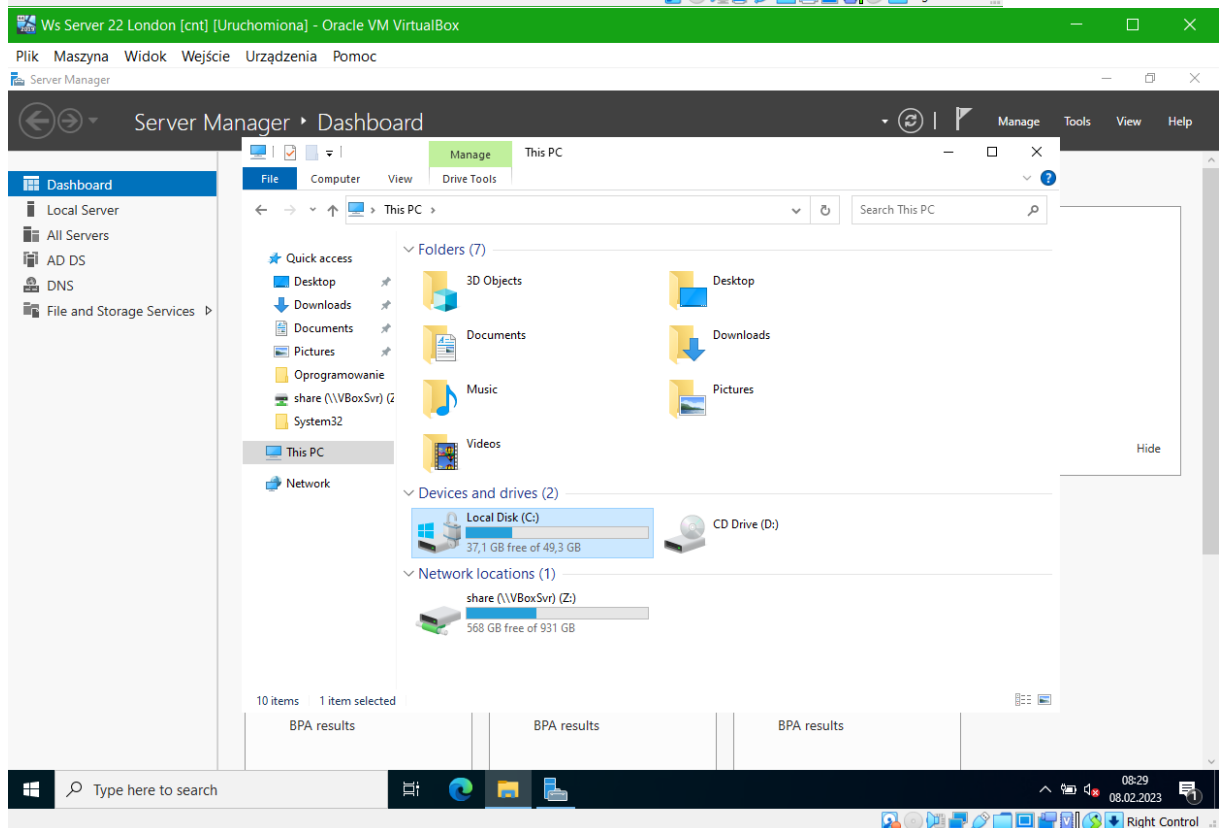 Ws Server 22 London [cnt] [Uruchomiona] - Oracle VM VirtualBox
Plik Maszyna Widok Wejście Urządzenia Pomoc
Server Manager
Server Manager Dashboard
Manage Tools View Help
Dashboard
Local Server
All Servers
AD DS
DNS
File and Storage Services
Manage This PC
File Computer View Drive Tools
This PC
Search This PC
Quick access
Desktop
Downloads
Documents
Pictures
Oprogramowanie
share (\\VBoxSvr) (Z
System32
This PC
Network
Folders (7)
3D Objects
Desktop
Documents
Downloads
Music
Pictures
Videos
Devices and drives (2)
Local Disk (C:)
37,1 GB free of 49,3 GB
CD Drive (D:)
Network locations (1)
share (\\VBoxSvr) (Z:)
568 GB free of 931 GB
10 items 1 item selected
Hide
BPA results
BPA results
BPA results
Type here to search
08:29
08.02.2023
1
Right Control